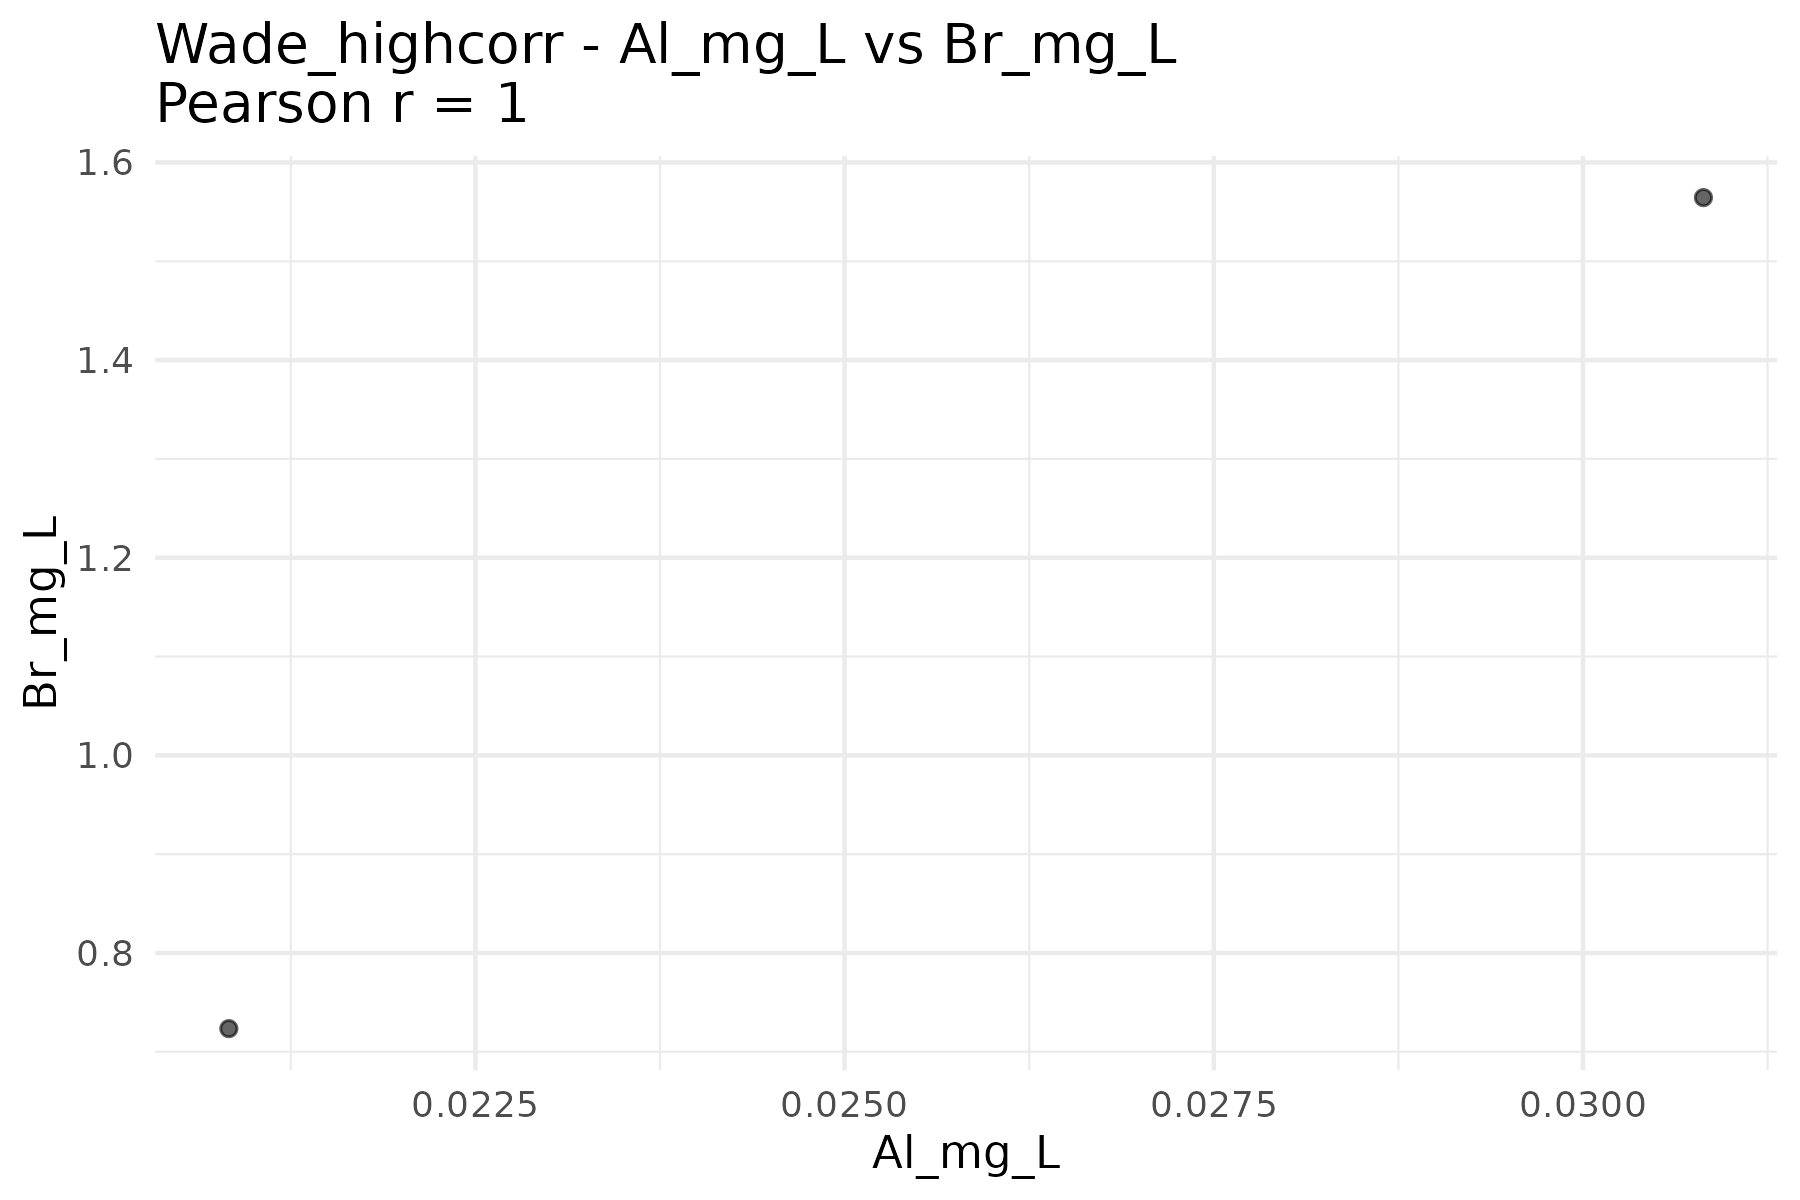 Wade_highcorr - Al_mg_L vs Br_mg_L
Pearson r = 1
1.6
1.4
1.2
1.0
0.8
Br_mg_L
0.0225 0.0250 0.0275 0.0300
Al_mg_L